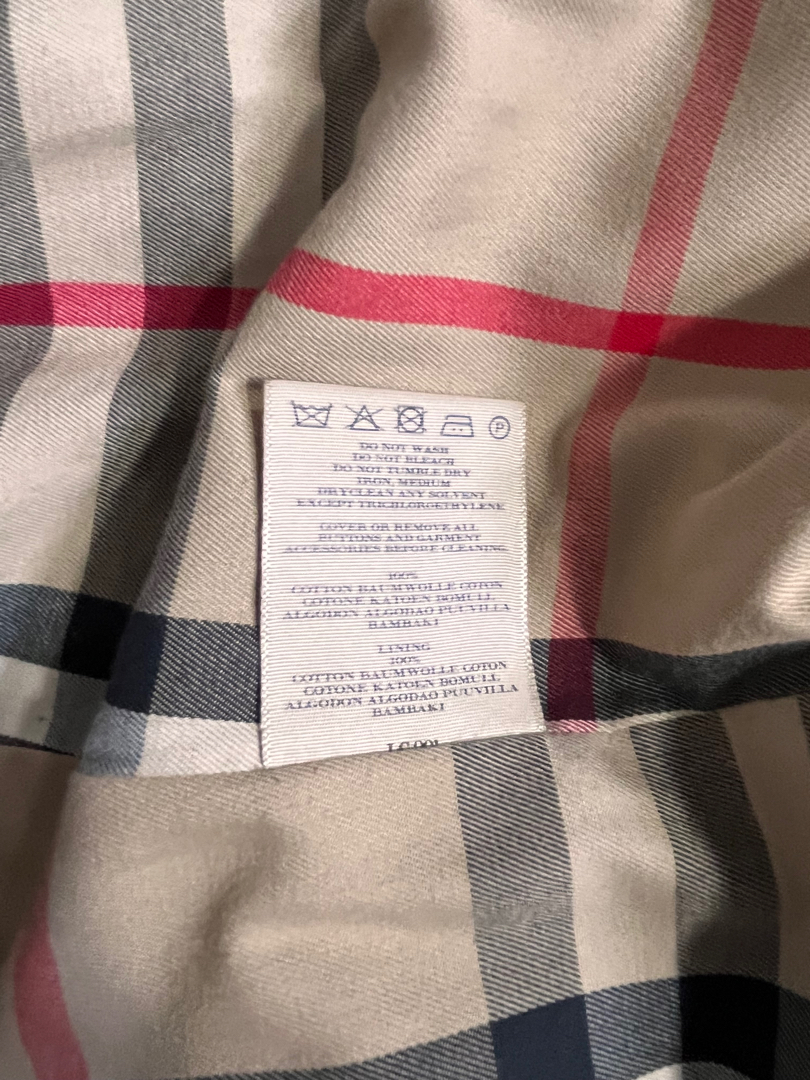 P
DO NOT WASH
DO NOT BLEACH
DO NOT TUMBLE DRY
IRON, MEDIUM
DRYCLEAN ANY SOLVENT
EXCEPT TRICHLOROETHYLENE
COVER OR REMOVE ALL
BUTTONS AND GARMENT
ACCESSORIES BEFORE CLEANING.
100%
COTTON BAUMWOLLE COTON
COTONE KATOEN BOMULL
ALGODON ALGODAO PUUVILLA
BAMBAKI
LINING
100%
COTTON BAUMWOLLE COTON
COTONE KATOEN BOMULL
ALGODON ALGODAO PUUVILLA
BAMBAKI